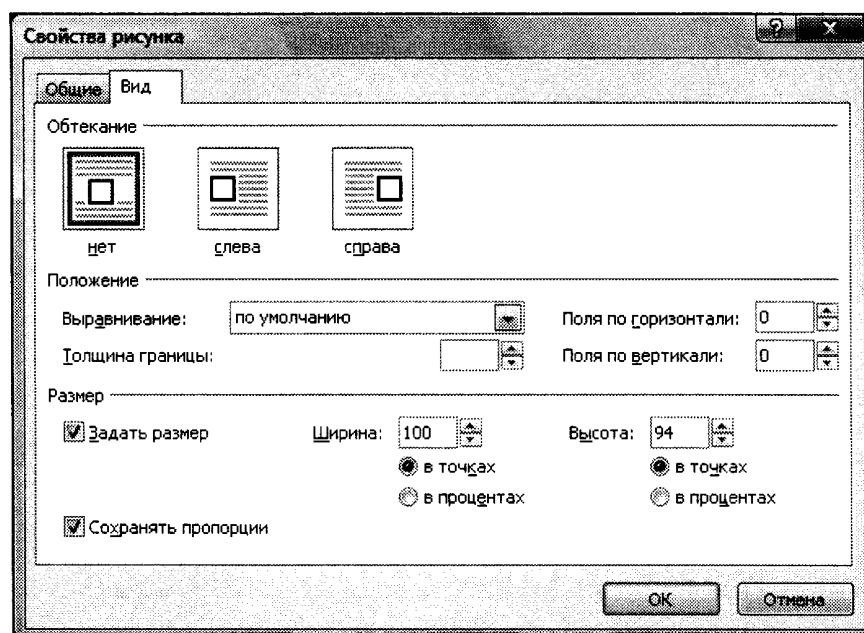 Свойства рисунка
Общие Вид
Обтекание
нет слева справа
Положение
Выравнивание: по умолчанию Поля по горизонтали: 0
Толщина границы: Поля по вертикали: 0
Размер
Задать размер Ширина: 100 Высота: 94
в точках в точках
в процентах в процентах
Сохранять пропорции
ОК Отмена